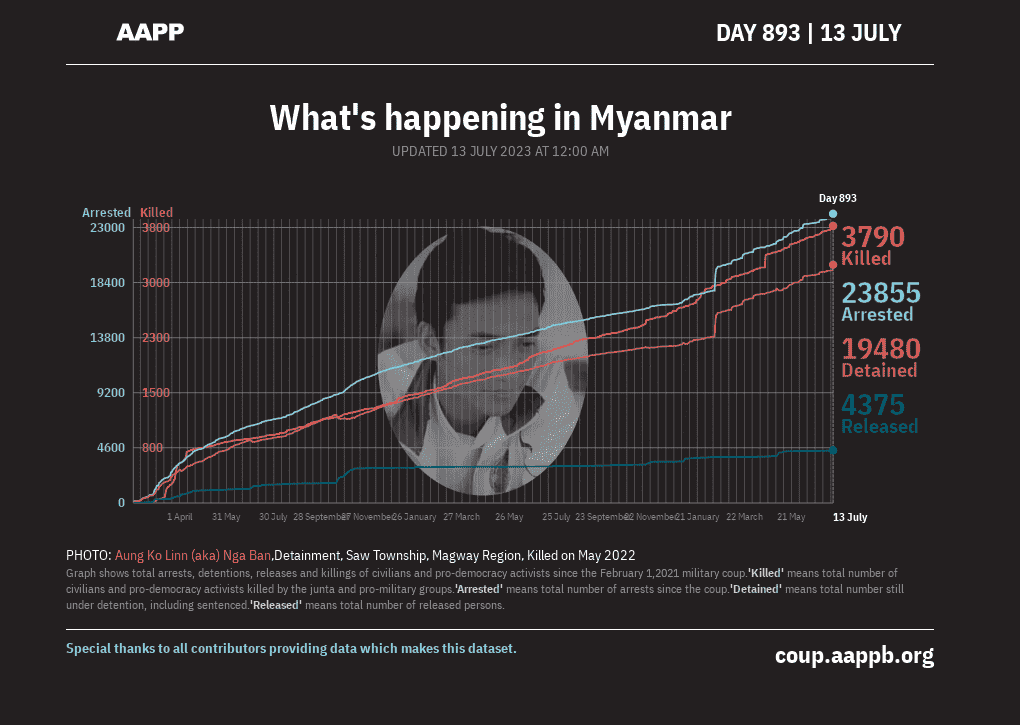 AAPP
DAY 893 | 13 JULY
What's happening in Myanmar
UPDATED 13 JULY 2023 AT 12:00 AM
Day 893
Arrested Killed
23000 3800
18400 3000
13800 2300
9200 1500
4600 800
0
3790
Killed
23855
Arrested
19480
Detained
4375
Released
1 April 31 May 30 July 28 September 27 November 26 January 27 March 26 May 25 July 23 September 22 November 21 January 22 March 21 May 13 July
PHOTO: Aung Ko Linn (aka) Nga Ban,Detainment, Saw Township, Magway Region, Killed on May 2022
Graph shows total arrests, detentions, releases and killings of civilians and pro-democracy activists since the February 1,2021 military coup.'Killed' means total number of
civilians and pro-democracy activists killed by the junta and pro-military groups.'Arrested' means total number of arrests since the coup.'Detained' means total number still
under detention, including sentenced.'Released' means total number of released persons.
Special thanks to all contributors providing data which makes this dataset.
coup.aappb.org